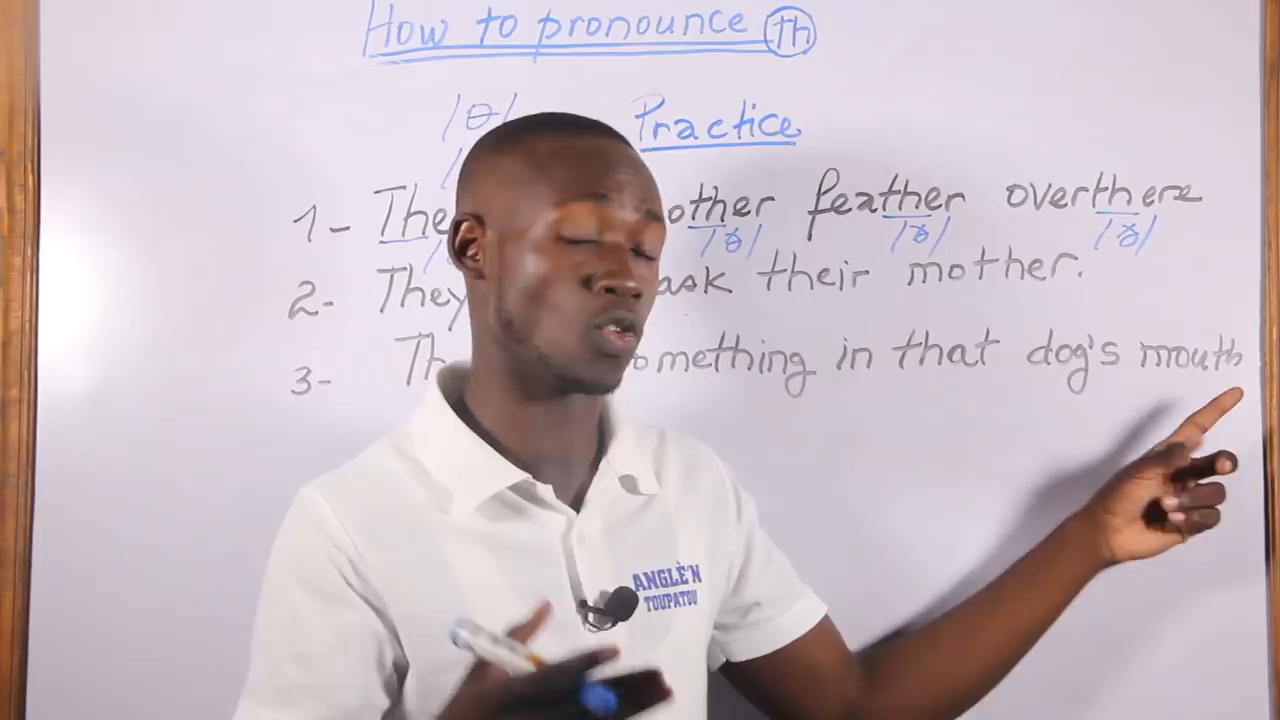 How to pronounce th
/θ/ Practice
1- The other feather overthere
/ð/ /ð/ /ð/
2- They ask their mother.
3- Th omething in that dog's mouth
ANGLÈ'N
TOUPATOU